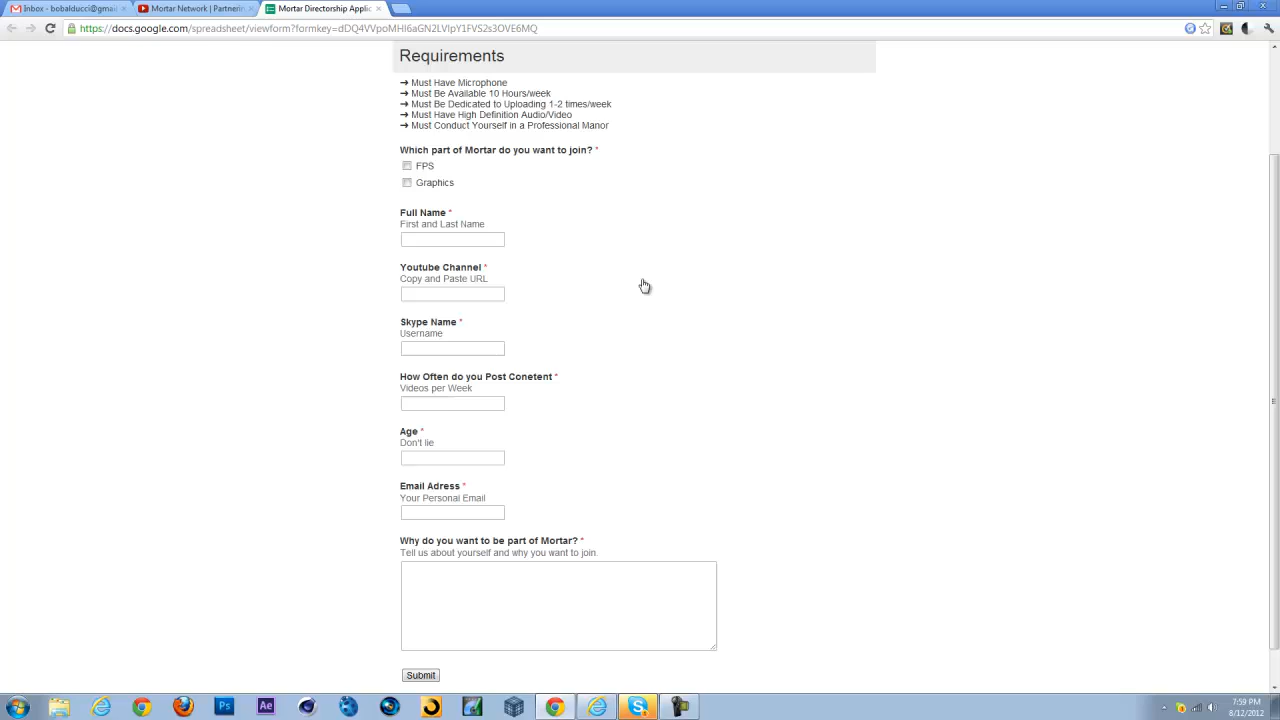 Inbox - bobalducci@gmail
Mortar Network | Partnerin
Mortar Directorship Applic
https://docs.google.com/spreadsheet/viewform?formkey=dDQ4VVpoMHI6aGN2LVlpY1FVS2s3OVE6MQ
Requirements
➔ Must Have Microphone
➔ Must Be Available 10 Hours/week
➔ Must Be Dedicated to Uploading 1-2 times/week
➔ Must Have High Definition Audio/Video
➔ Must Conduct Yourself in a Professional Manor
Which part of Mortar do you want to join? *
FPS
Graphics
Full Name *
First and Last Name
Youtube Channel *
Copy and Paste URL
Skype Name *
Username
How Often do you Post Conetent *
Videos per Week
Age *
Don't lie
Email Adress *
Your Personal Email
Why do you want to be part of Mortar? *
Tell us about yourself and why you want to join.
Submit
Ps
Ae
7:59 PM
8/12/2012